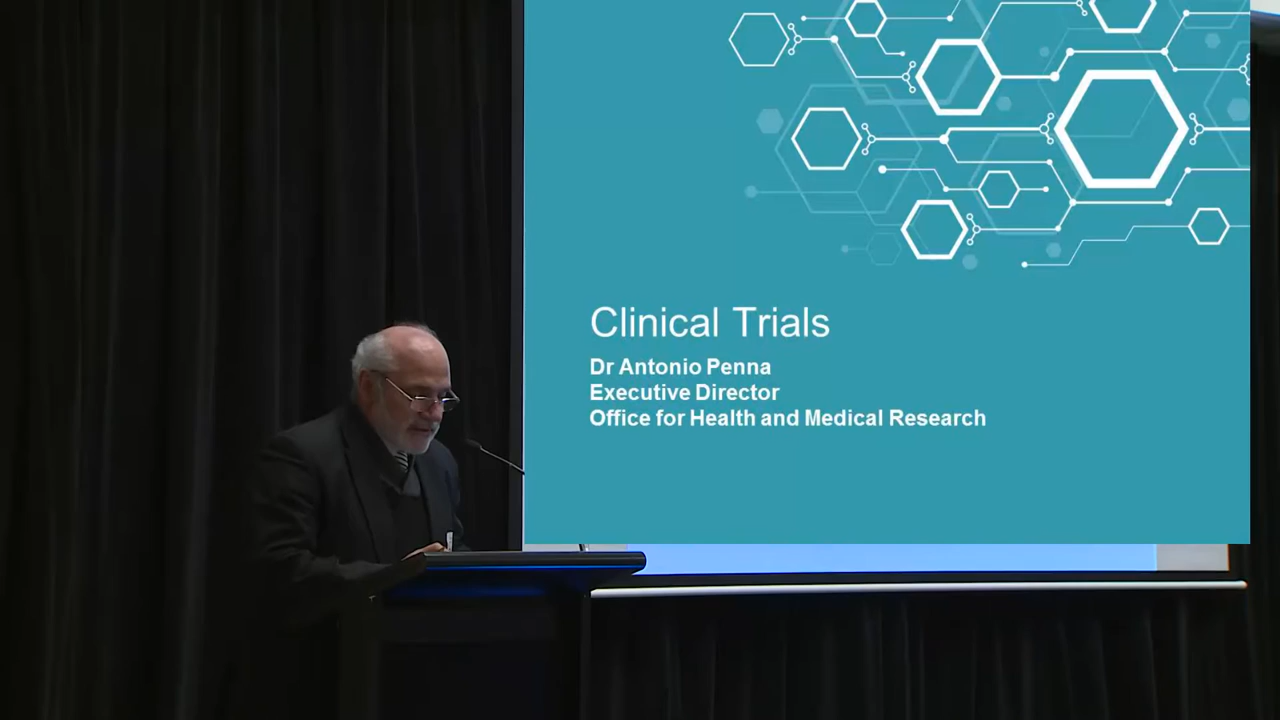 Clinical Trials
Dr Antonio Penna
Executive Director
Office for Health and Medical Research